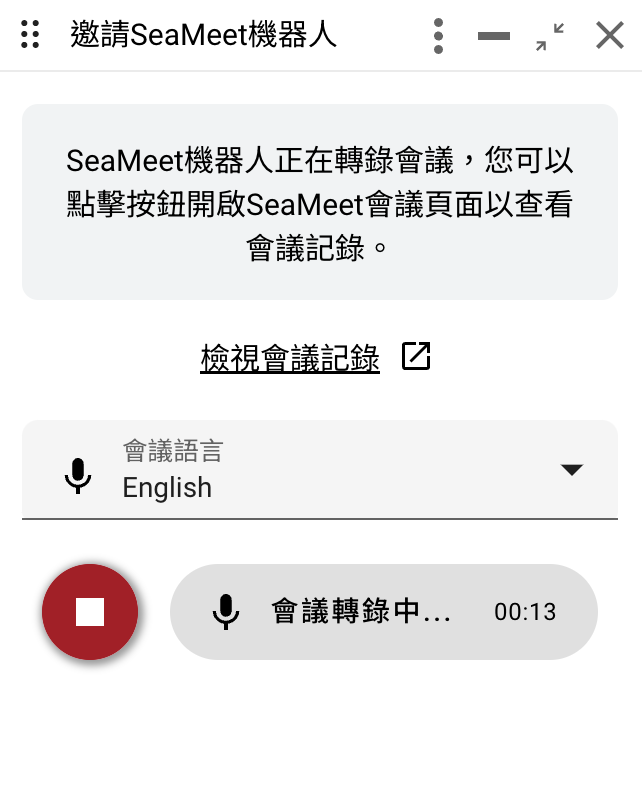 邀請SeaMeet機器人
SeaMeet機器人正在轉錄會議，您可以
點擊按鈕開啟SeaMeet會議頁面以查看
會議記錄。
檢視會議記錄
會議語言
English
會議轉錄中... 00:13